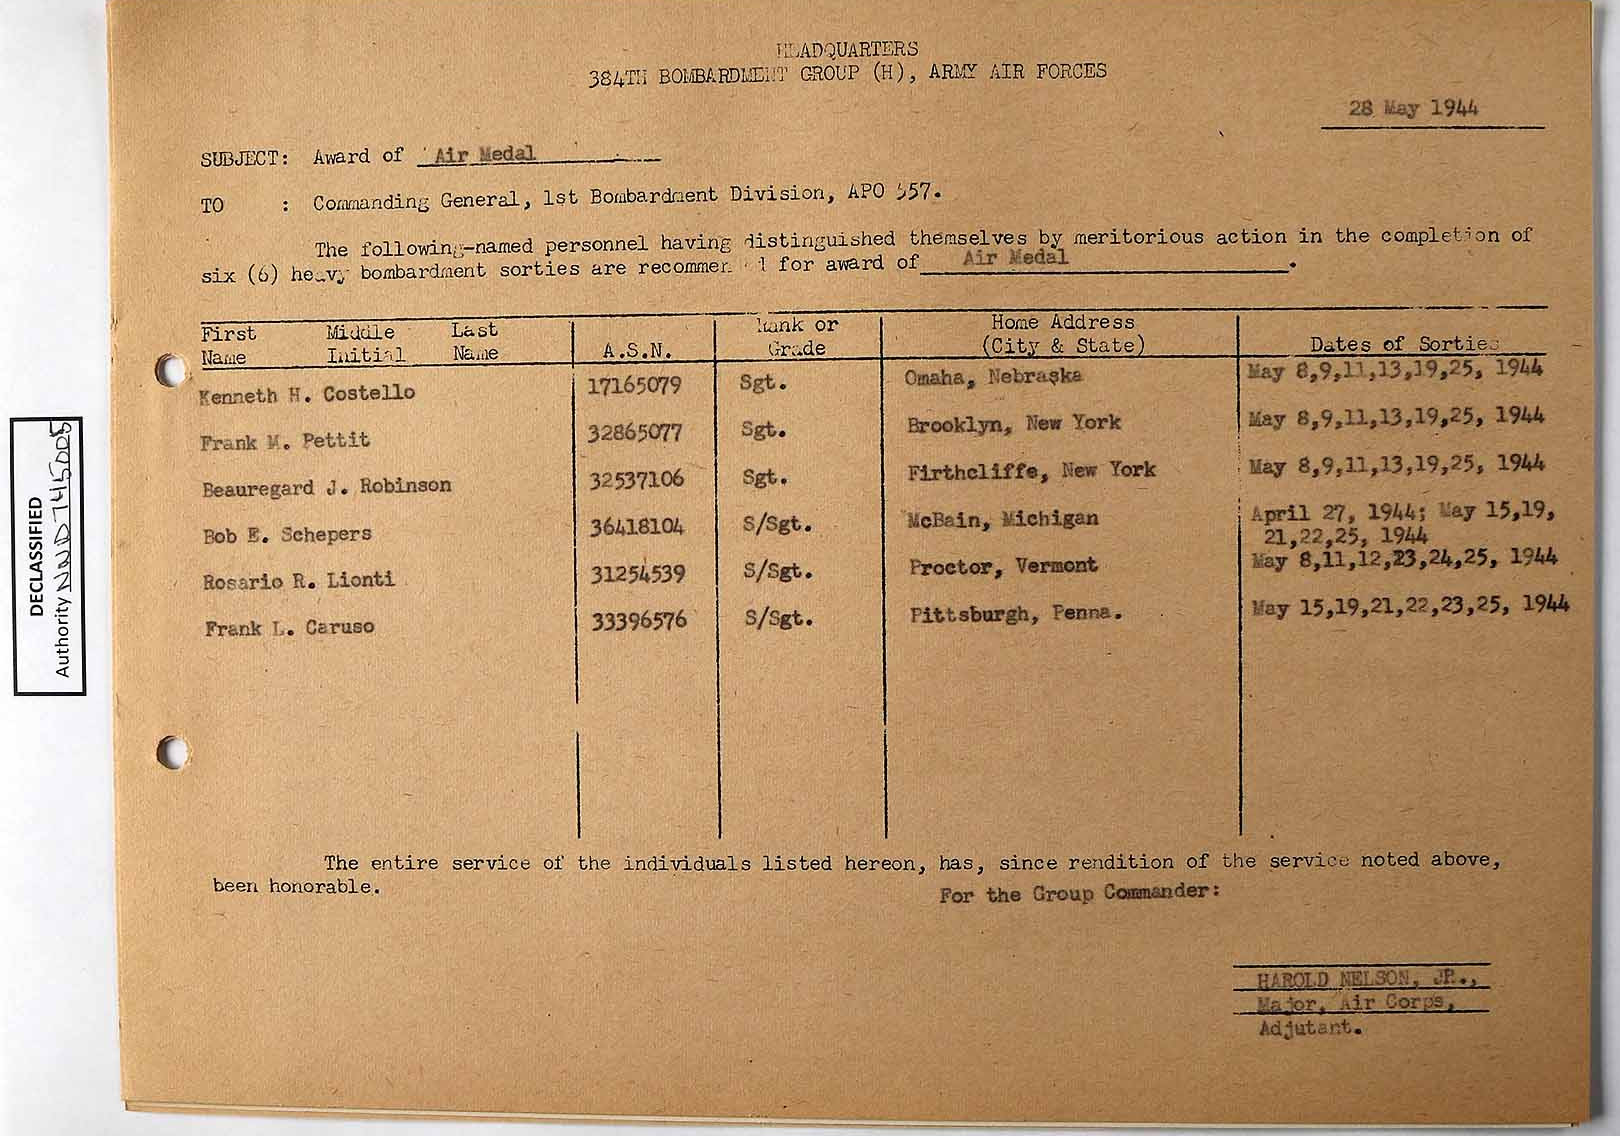 HEADQUARTERS
384TH BOMBARDMENT GROUP (H), ARMY AIR FORCES
28 May 1944
SUBJECT: Award of Air Medal
TO : Commanding General, 1st Bombardment Division, APO 557.
The following-named personnel having distinguished themselves by meritorious action in the completion of
six (6) heavy bombardment sorties are recommended for award of Air Medal.
First Middle Last Rank or Home Address
Name Initial Name A.S.N. Grade (City & State) Dates of Sorties
Kenneth H. Costello 17165079 Sgt. Omaha, Nebraska May 8,9,11,13,19,25, 1944
Frank M. Pettit 32865077 Sgt. Brooklyn, New York May 8,9,11,13,19,25, 1944
Beauregard J. Robinson 32537106 Sgt. Firthcliffe, New York May 8,9,11,13,19,25, 1944
Bob E. Schepers 36418104 S/Sgt. McBain, Michigan April 27, 1944; May 15,19,
21,22,25, 1944
Rosario R. Lionti 31254539 S/Sgt. Proctor, Vermont May 8,11,12,23,24,25, 1944
Frank L. Caruso 33396576 S/Sgt. Pittsburgh, Penna. May 15,19,21,22,23,25, 1944
The entire service of the individuals listed hereon, has, since rendition of the service noted above,
been honorable.
For the Group Commander:
HAROLD NELSON, JR.,
Major, Air Corps,
Adjutant.
DECLASSIFIED
Authority NND 745005